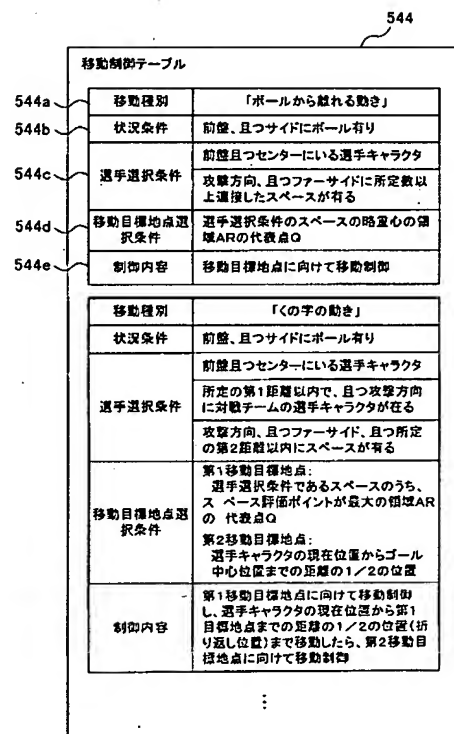 544
移動制御テーブル
544a
移動種別
「ボールから離れる動き」
544b
状況条件
前盤、且つサイドにボール有り
544c
選手選択条件
前盤且つセンターにいる選手キャラクタ
攻撃方向、且つファーサイドに所定数以
上連接したスペースが有る
544d
移動目標地点選
択条件
選手選択条件のスペースの略重心の領
域ARの代表点Q
544e
制御内容
移動目標地点に向けて移動制御
移動種別
「くの字の動き」
状況条件
前盤、且つサイドにボール有り
選手選択条件
前盤且つセンターにいる選手キャラクタ
所定の第1距離以内で、且つ攻撃方向
に対戦チームの選手キャラクタが在る
攻撃方向、且つファーサイド、且つ所定
の第2距離以内にスペースが有る
移動目標地点選
択条件
第1移動目標地点:
選手選択条件であるスペースのうち、
ス ペース評価ポイントが最大の領域AR
の 代表点Q
第2移動目標地点:
選手キャラクタの現在位置からゴール
中心位置までの距離の1/2の位置
制御内容
第1移動目標地点に向けて移動制御
し、選手キャラクタの現在位置から第1
目標地点までの距離の1/2の位置(折
り返し位置)まで移動したら、第2移動目
標地点に向けて移動制御
⋮